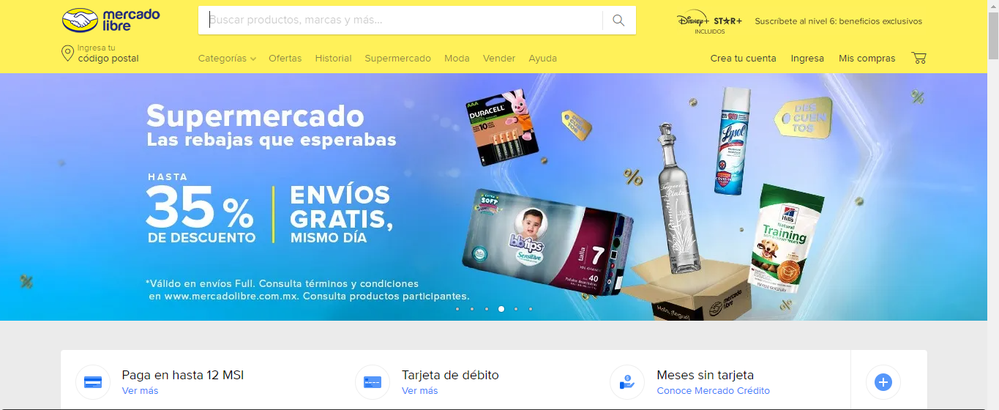 mercado
libre
Buscar productos, marcas y más...
DISNEY+ STAR+
INCLUIDOS
Suscríbete al nivel 6: beneficios exclusivos
Ingresa tu
código postal
Categorías Ofertas Historial Supermercado Moda Vender Ayuda
Crea tu cuenta Ingresa Mis compras
Supermercado
Las rebajas que esperabas
HASTA
35 %
DE DESCUENTO
ENVÍOS
GRATIS,
MISMO DÍA
*Válido en envíos Full. Consulta términos y condiciones
en www.mercadolibre.com.mx. Consulta productos participantes.
AAA
DURACELL
10
DES
CUEN
TOS
%
Lysol
EXTRA
SOFT
bbtips
Sensitive
talla
7
40
Hill's
Natural
Training
mercado
libre
Paga en hasta 12 MSI
Ver más
Tarjeta de débito
Ver más
Meses sin tarjeta
Conoce Mercado Crédito